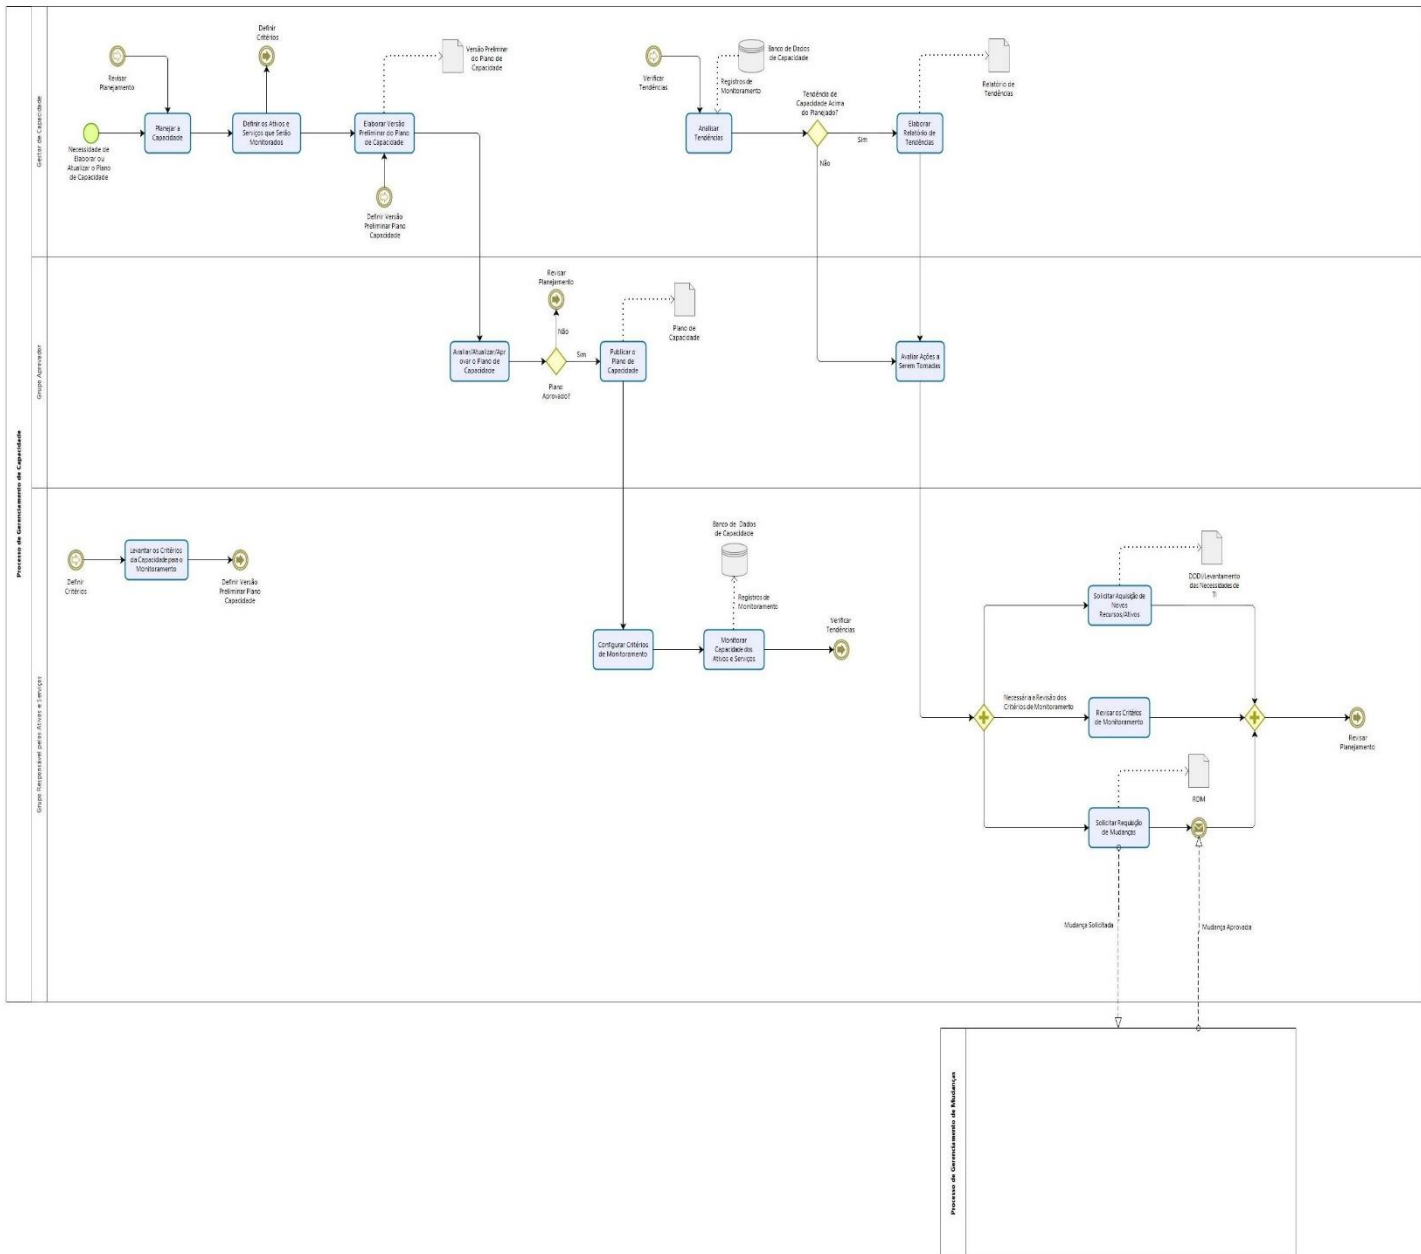 Processo de Gerenciamento de Capacidade
Gestor de Capacidade
Revisar
Planejamento
Definir
Critérios
Versão Preliminar
do Plano de
Capacidade
Necessidade de
Elaborar ou
Atualizar o Plano
de Capacidade
Planejar a
Capacidade
Definir os Ativos e
Serviços que Serão
Monitorados
Elaborar Versão
Preliminar do Plano
de Capacidade
Definir Versão
Preliminar Plano
Capacidade
Verificar
Tendências
Banco de Dados
de Capacidade
Registros de
Monitoramento
Analisar
Tendências
Tendência de
Capacidade Acima
do Planejado?
Sim
Não
Elaborar
Relatório de
Tendências
Relatório de
Tendências
Grupo Aprovador
Avaliar/Atualizar/Apr
ovar o Plano de
Capacidade
Revisar
Planejamento
Não
Sim
Plano
Aprovado?
Publicar o
Plano de
Capacidade
Plano de
Capacidade
Avaliar Ações a
Serem Tomadas
Grupo Responsável pelos Ativos e Serviços
Definir
Critérios
Levantar os Critérios
da Capacidade para o
Monitoramento
Definir Versão
Preliminar Plano
Capacidade
Configurar Critérios
de Monitoramento
Banco de Dados
de Capacidade
Registros de
Monitoramento
Monitorar
Capacidade dos
Ativos e Serviços
Verificar
Tendências
Solicitar Aquisição de
Novos
Recursos/Ativos
DOD/Levantamento
das Necessidades de
TI
Necessária a Revisão dos
Critérios de Monitoramento
Revisar os Critérios
de Monitoramento
Revisar
Planejamento
Solicitar Requisição
de Mudanças
RDM
Mudança Solicitada
Mudança Aprovada
Processo de Gerenciamento de Mudanças